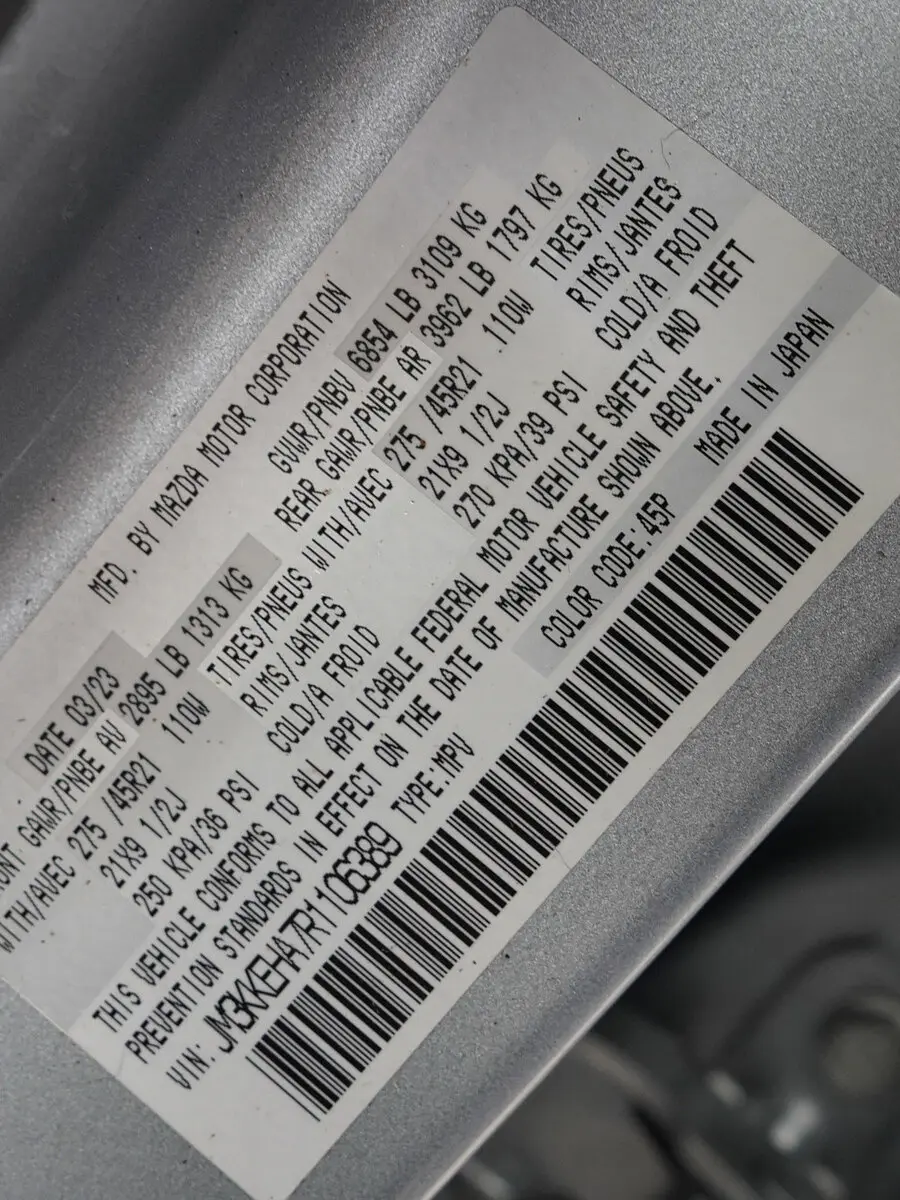 MFD. BY MAZDA MOTOR CORPORATION
DATE 03/23 GVWR/PNBV 6854 LB 3109 KG
GAWR/PNBE AV 2895 LB 1313 KG REAR GAWR/PNBE AR 3962 LB 1797 KG
WITH/AVEC 275 /45R21 110W TIRES/PNEUS WITH/AVEC 275 /45R21 110W TIRES/PNEUS
21X9 1/2J RIMS/JANTES 21X9 1/2J RIMS/JANTES
250 KPA/36 PSI COLD/A FROID 270 KPA/39 PSI COLD/A FROID
THIS VEHICLE CONFORMS TO ALL APPLICABLE FEDERAL MOTOR VEHICLE SAFETY AND THEFT
PREVENTION STANDARDS IN EFFECT ON THE DATE OF MANUFACTURE SHOWN ABOVE.
VIN: JM3KKEHA7R1106389 TYPE:MPV COLOR CODE:45P MADE IN JAPAN